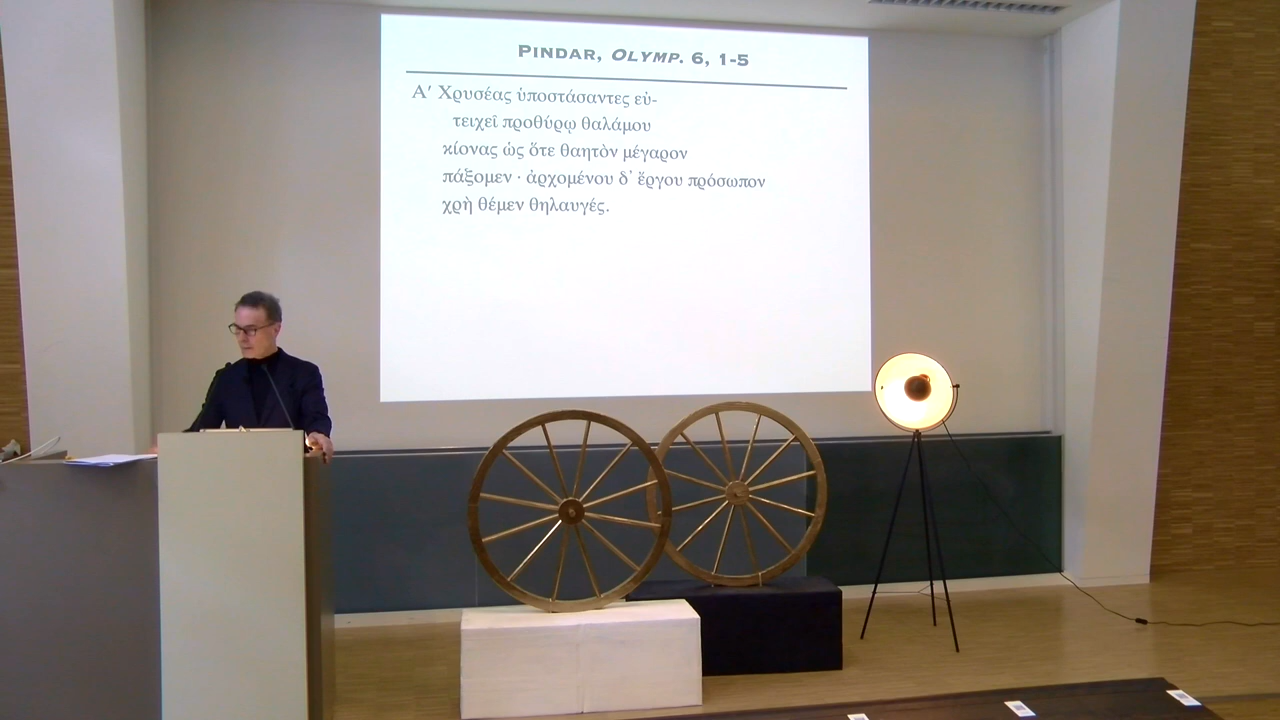 PINDAR, OLYMP. 6, 1-5
Α′ Χρυσέας ὑποστάσαντες εὐ-
τειχεῖ προθύρῳ θαλάμου
κίονας ὡς ὅτε θαητὸν μέγαρον
πάξομεν · ἀρχομένου δ᾽ ἔργου πρόσωπον
χρὴ θέμεν θηλαυγές.